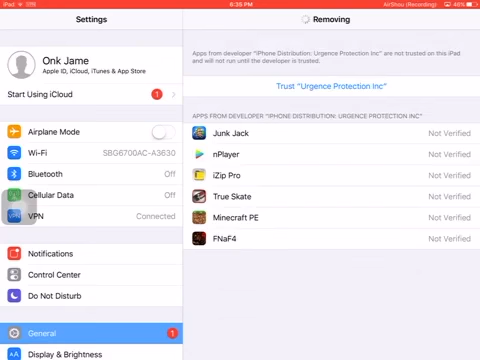 iPad
6:35 PM
AirShou (Recording)
46%
Settings
Removing
Onk Jame
Apple ID, iCloud, iTunes & App Store
Start Using iCloud 1
Airplane Mode
Wi-Fi SBG6700AC-A3630
Bluetooth Off
Cellular Data Off
VPN VPN Connected
Notifications
Control Center
Do Not Disturb
General 1
AA Display & Brightness
Apps from developer "iPhone Distribution: Urgence Protection Inc" are not trusted on this iPad
and will not run until the developer is trusted.
Trust "Urgence Protection Inc"
APPS FROM DEVELOPER "IPHONE DISTRIBUTION: URGENCE PROTECTION INC"
Junk Jack Not Verified
nPlayer Not Verified
iZip Pro Not Verified
True Skate Not Verified
Minecraft PE Not Verified
FNaF4 Not Verified